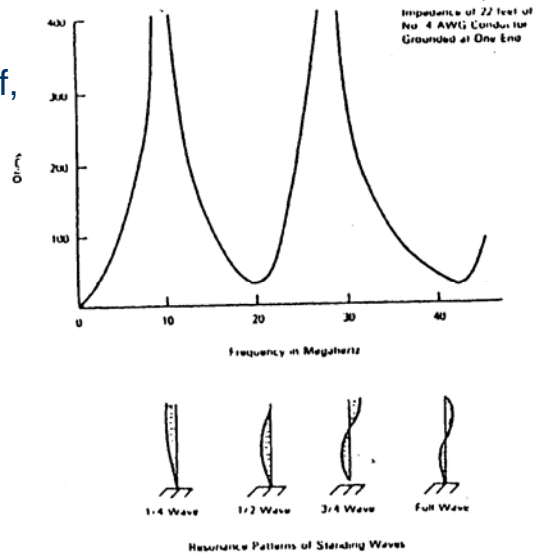 Impedance of 22 feet of
No. 4 AWG Conductor
Grounded at One End
f,
400
300
200
100
Ohms
0
10
20
30
40
Frequency in Megahertz
1/4 Wave
1/2 Wave
3/4 Wave
Full Wave
Resonance Patterns of Standing Waves